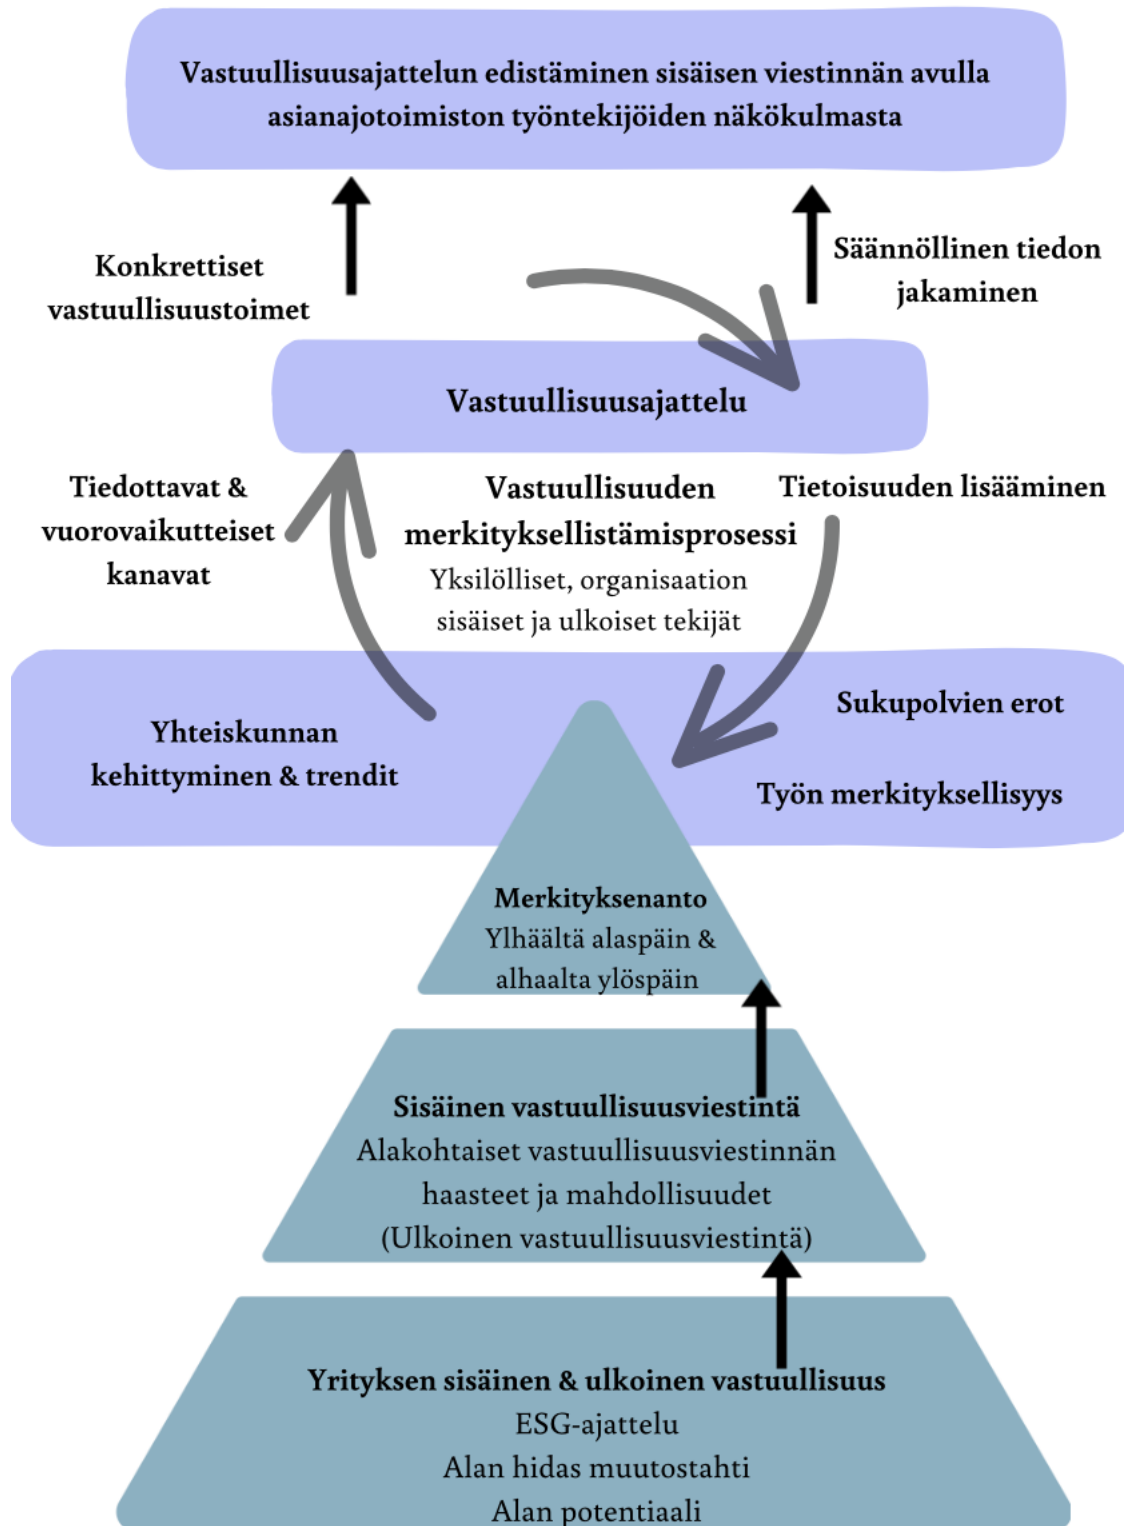 Vastuullisuusajattelun edistäminen sisäisen viestinnän avulla
asianajotoimiston työntekijöiden näkökulmasta
Konkrettiset
vastuullisuustoimet
Säännöllinen tiedon
jakaminen
Vastuullisuusajattelu
Tiedottavat &
vuorovaikutteiset
kanavat
Vastuullisuuden
merkityksellistämisprosessi
Yksilölliset, organisaation
sisäiset ja ulkoiset tekijät
Tietoisuuden lisääminen
Yhteiskunnan
kehittyminen & trendit
Sukupolvien erot
Työn merkityksellisyys
Merkityksenanto
Ylhäältä alaspäin &
alhaalta ylöspäin
Sisäinen vastuullisuusviestintä
Alakohtaiset vastuullisuusviestinnän
haasteet ja mahdollisuudet
(Ulkoinen vastuullisuusviestintä)
Yrityksen sisäinen & ulkoinen vastuullisuus
ESG-ajattelu
Alan hidas muutostahti
Alan potentiaali